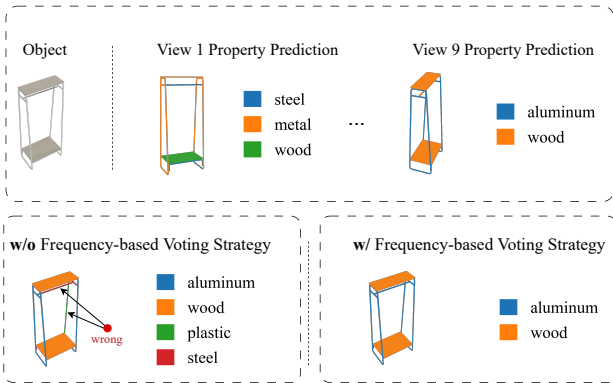 Object
View 1 Property Prediction
View 9 Property Prediction
steel
metal
wood
...
aluminum
wood
w/o Frequency-based Voting Strategy
aluminum
wood
plastic
steel
wrong
w/ Frequency-based Voting Strategy
aluminum
wood